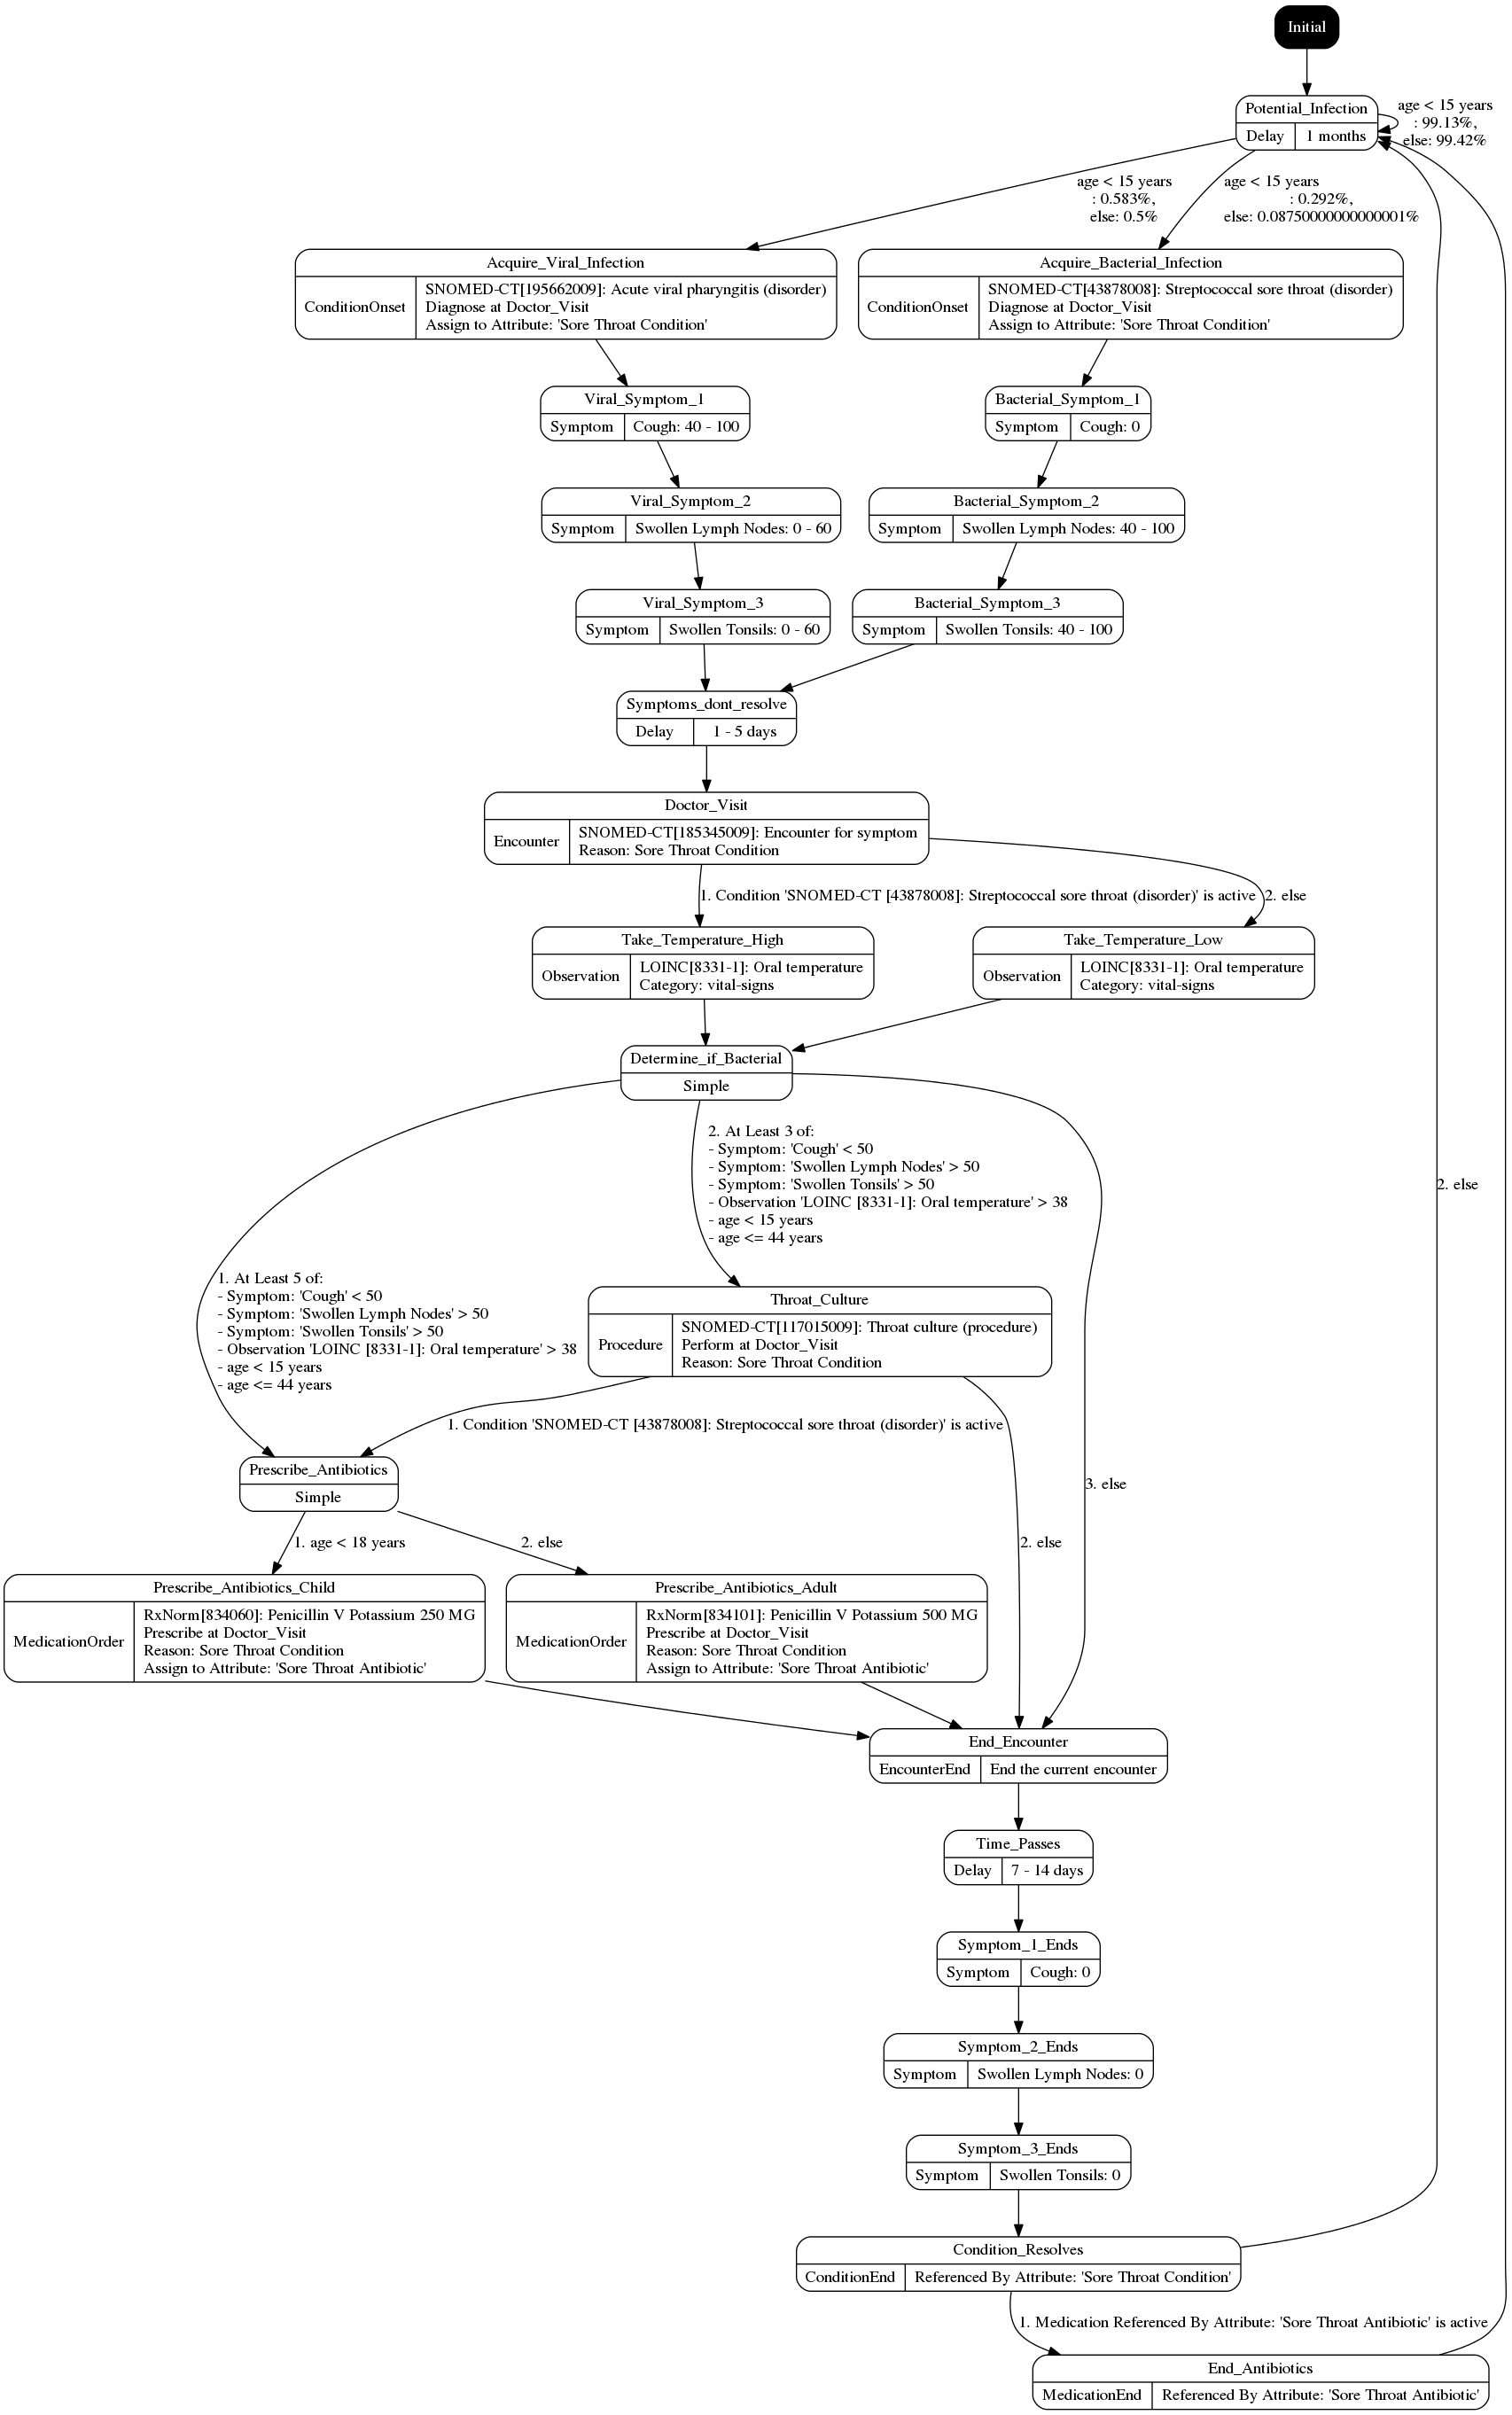 Initial
Potential_Infection
Delay
1 months
age < 15 years
: 99.13%,
else: 99.42%
age < 15 years
: 0.583%,
else: 0.5%
age < 15 years
: 0.292%,
else: 0.08750000000000001%
Acquire_Viral_Infection
ConditionOnset
SNOMED-CT[195662009]: Acute viral pharyngitis (disorder)
Diagnose at Doctor_Visit
Assign to Attribute: 'Sore Throat Condition'
Acquire_Bacterial_Infection
ConditionOnset
SNOMED-CT[43878008]: Streptococcal sore throat (disorder)
Diagnose at Doctor_Visit
Assign to Attribute: 'Sore Throat Condition'
Viral_Symptom_1
Symptom
Cough: 40 - 100
Bacterial_Symptom_1
Symptom
Cough: 0
Viral_Symptom_2
Symptom
Swollen Lymph Nodes: 0 - 60
Bacterial_Symptom_2
Symptom
Swollen Lymph Nodes: 40 - 100
Viral_Symptom_3
Symptom
Swollen Tonsils: 0 - 60
Bacterial_Symptom_3
Symptom
Swollen Tonsils: 40 - 100
Symptoms_dont_resolve
Delay
1 - 5 days
Doctor_Visit
Encounter
SNOMED-CT[185345009]: Encounter for symptom
Reason: Sore Throat Condition
1. Condition 'SNOMED-CT [43878008]: Streptococcal sore throat (disorder)' is active
2. else
Take_Temperature_High
Observation
LOINC[8331-1]: Oral temperature
Category: vital-signs
Take_Temperature_Low
Observation
LOINC[8331-1]: Oral temperature
Category: vital-signs
Determine_if_Bacterial
Simple
2. At Least 3 of:
- Symptom: 'Cough' < 50
- Symptom: 'Swollen Lymph Nodes' > 50
- Symptom: 'Swollen Tonsils' > 50
- Observation 'LOINC [8331-1]: Oral temperature' > 38
- age < 15 years
- age <= 44 years
2. else
1. At Least 5 of:
- Symptom: 'Cough' < 50
- Symptom: 'Swollen Lymph Nodes' > 50
- Symptom: 'Swollen Tonsils' > 50
- Observation 'LOINC [8331-1]: Oral temperature' > 38
- age < 15 years
- age <= 44 years
Throat_Culture
Procedure
SNOMED-CT[117015009]: Throat culture (procedure)
Perform at Doctor_Visit
Reason: Sore Throat Condition
1. Condition 'SNOMED-CT [43878008]: Streptococcal sore throat (disorder)' is active
Prescribe_Antibiotics
Simple
3. else
1. age < 18 years
2. else
2. else
Prescribe_Antibiotics_Child
MedicationOrder
RxNorm[834060]: Penicillin V Potassium 250 MG
Prescribe at Doctor_Visit
Reason: Sore Throat Condition
Assign to Attribute: 'Sore Throat Antibiotic'
Prescribe_Antibiotics_Adult
MedicationOrder
RxNorm[834101]: Penicillin V Potassium 500 MG
Prescribe at Doctor_Visit
Reason: Sore Throat Condition
Assign to Attribute: 'Sore Throat Antibiotic'
End_Encounter
EncounterEnd
End the current encounter
Time_Passes
Delay
7 - 14 days
Symptom_1_Ends
Symptom
Cough: 0
Symptom_2_Ends
Symptom
Swollen Lymph Nodes: 0
Symptom_3_Ends
Symptom
Swollen Tonsils: 0
Condition_Resolves
ConditionEnd
Referenced By Attribute: 'Sore Throat Condition'
1. Medication Referenced By Attribute: 'Sore Throat Antibiotic' is active
End_Antibiotics
MedicationEnd
Referenced By Attribute: 'Sore Throat Antibiotic'